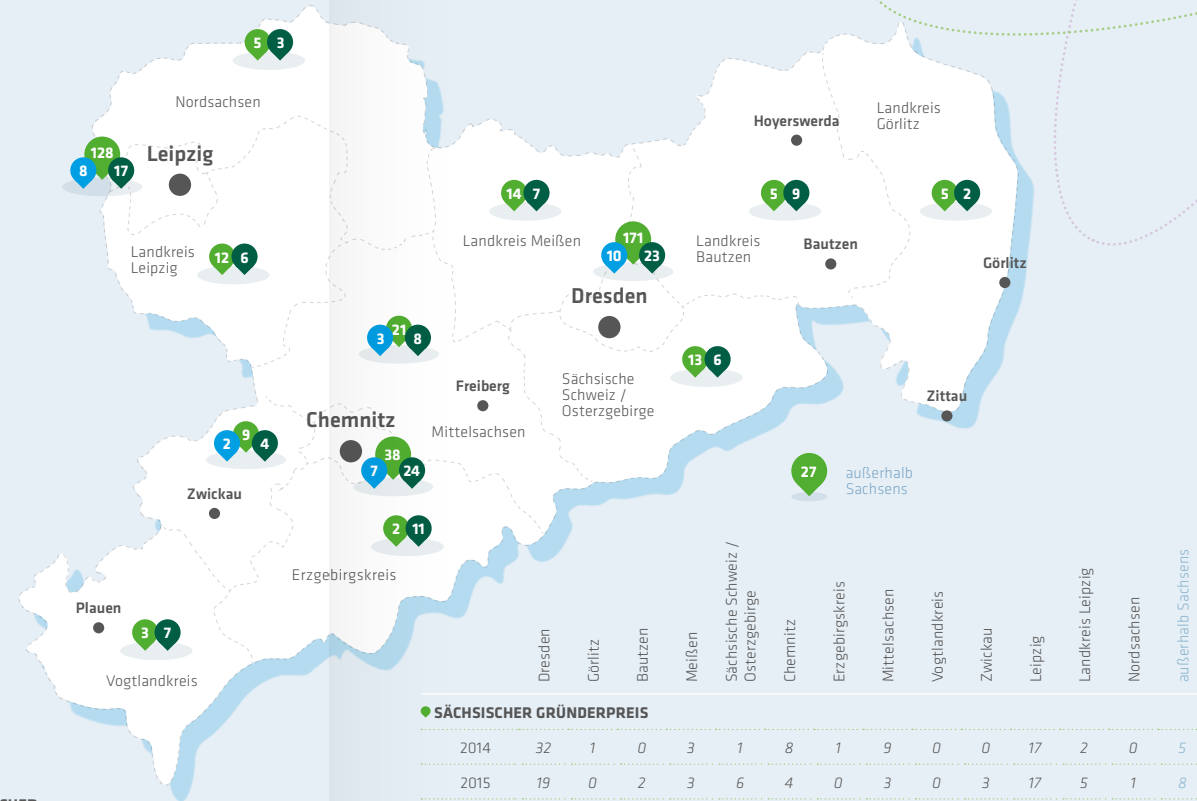 5 3
Nordsachsen
128
8 17
Leipzig
Landkreis
Leipzig
12 6
14 7
Landkreis Meißen
171
10 23
Dresden
Hoyerswerda
5 9
Landkreis
Bautzen
Bautzen
Landkreis
Görlitz
5 2
Görlitz
Zittau
21
3 8
Freiberg
Mittelsachsen
Sächsische
Schweiz /
Osterzgebirge
13 6
Chemnitz
38
7 24
9
2 4
Zwickau
2 11
Erzgebirgskreis
Plauen
3 7
Vogtlandkreis
27
außerhalb
Sachsens
Dresden
Görlitz
Bautzen
Meißen
Sächsische Schweiz /
Osterzgebirge
Chemnitz
Erzgebirgskreis
Mittelsachsen
Vogtlandkreis
Zwickau
Leipzig
Landkreis Leipzig
Nordsachsen
außerhalb Sachsens
SÄCHSISCHER GRÜNDERPREIS
2014 32 1 0 3 1 8 1 9 0 0 17 2 0 5
2015 19 0 2 3 6 4 0 3 0 3 17 5 1 8